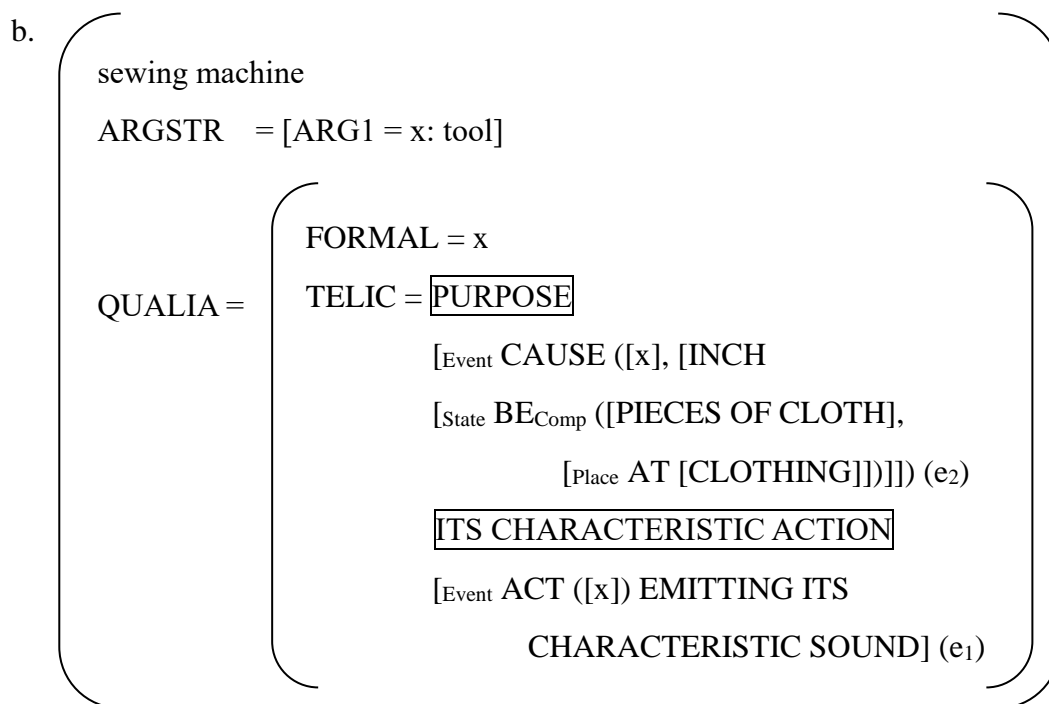 b.
sewing machine
ARGSTR = [ARG1 = x: tool]
FORMAL = x
QUALIA = TELIC = PURPOSE
[Event CAUSE ([x], [INCH
[State BEComp ([PIECES OF CLOTH],
[Place AT [CLOTHING]])]]) (e2)
ITS CHARACTERISTIC ACTION
[Event ACT ([x]) EMITTING ITS
CHARACTERISTIC SOUND] (e1)